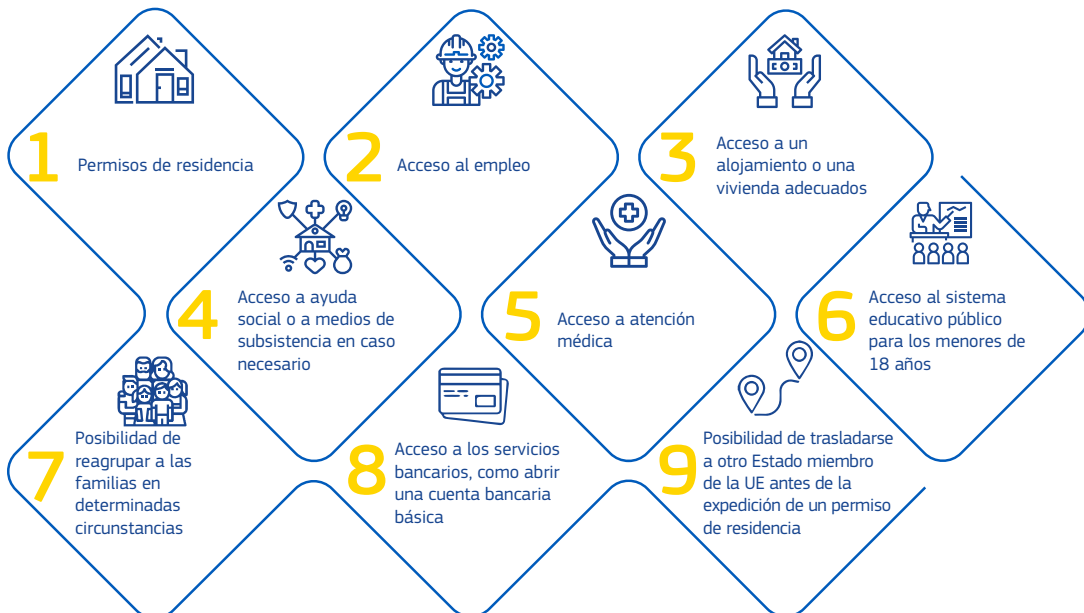 1
Permisos de residencia
2
Acceso al empleo
3
Acceso a un
alojamiento o una
vivienda adecuados
4
Acceso a ayuda
social o a medios de
subsistencia en caso
necesario
5
Acceso a atención
médica
6
Acceso al sistema
educativo público
para los menores de
18 años
7
Posibilidad de
reagrupar a las
familias en
determinadas
circunstancias
8
Acceso a los servicios
bancarios, como abrir
una cuenta bancaria
básica
9
Posibilidad de trasladarse
a otro Estado miembro
de la UE antes de la
expedición de un permiso
de residencia